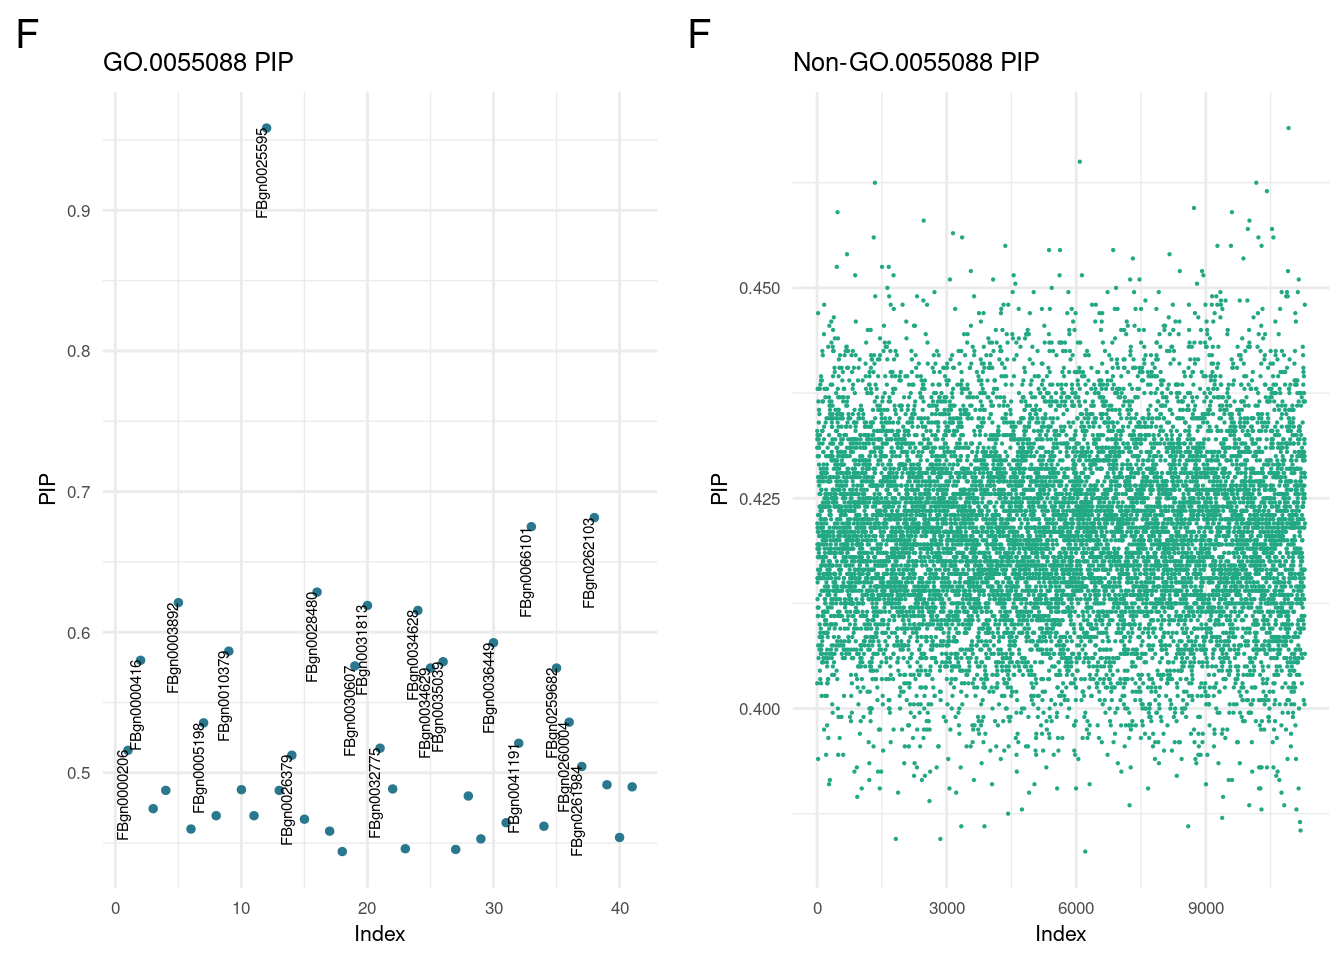 F
GO.0055088 PIP
PIP
0.9
0.8
0.7
0.6
0.5
FBgn0025595
FBgn0000206
FBgn0000416
FBgn0003892
FBgn0005198
FBgn0010379
FBgn0026379
FBgn0028480
FBgn0030607
FBgn0031813
FBgn0032775
FBgn0034628
FBgn0034629
FBgn0035039
FBgn0036449
FBgn0041191
FBgn0066101
FBgn0259682
FBgn0260004
FBgn0261984
FBgn0262103
0 10 20 30 40
Index
F
Non-GO.0055088 PIP
PIP
0.450
0.425
0.400
0 3000 6000 9000
Index